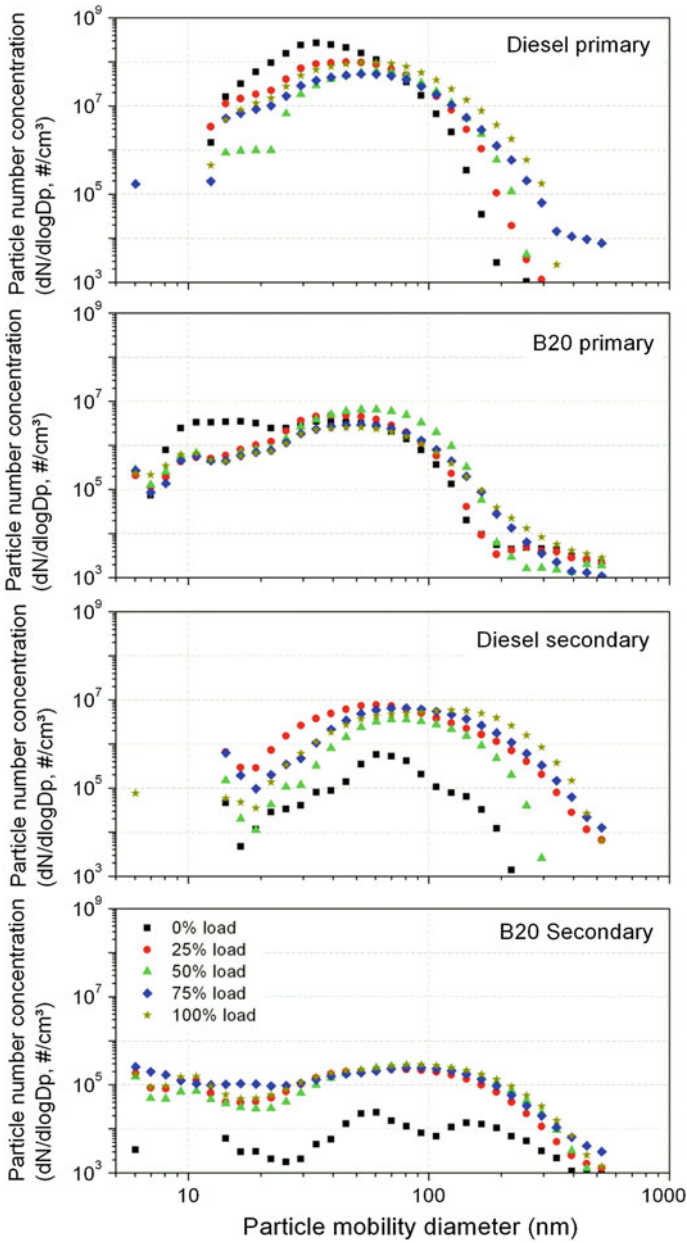 Particle number concentration
(dN/dlogDp, #/cm³)
10⁹
10⁷
10⁵
10³
Diesel primary
Particle number concentration
(dN/dlogDp, #/cm³)
10⁹
10⁷
10⁵
10³
B20 primary
Particle number concentration
(dN/dlogDp, #/cm³)
10⁹
10⁷
10⁵
10³
Diesel secondary
Particle number concentration
(dN/dlogDp, #/cm³)
10⁹
10⁷
10⁵
10³
B20 Secondary
0% load
25% load
50% load
75% load
100% load
10 100 1000
Particle mobility diameter (nm)